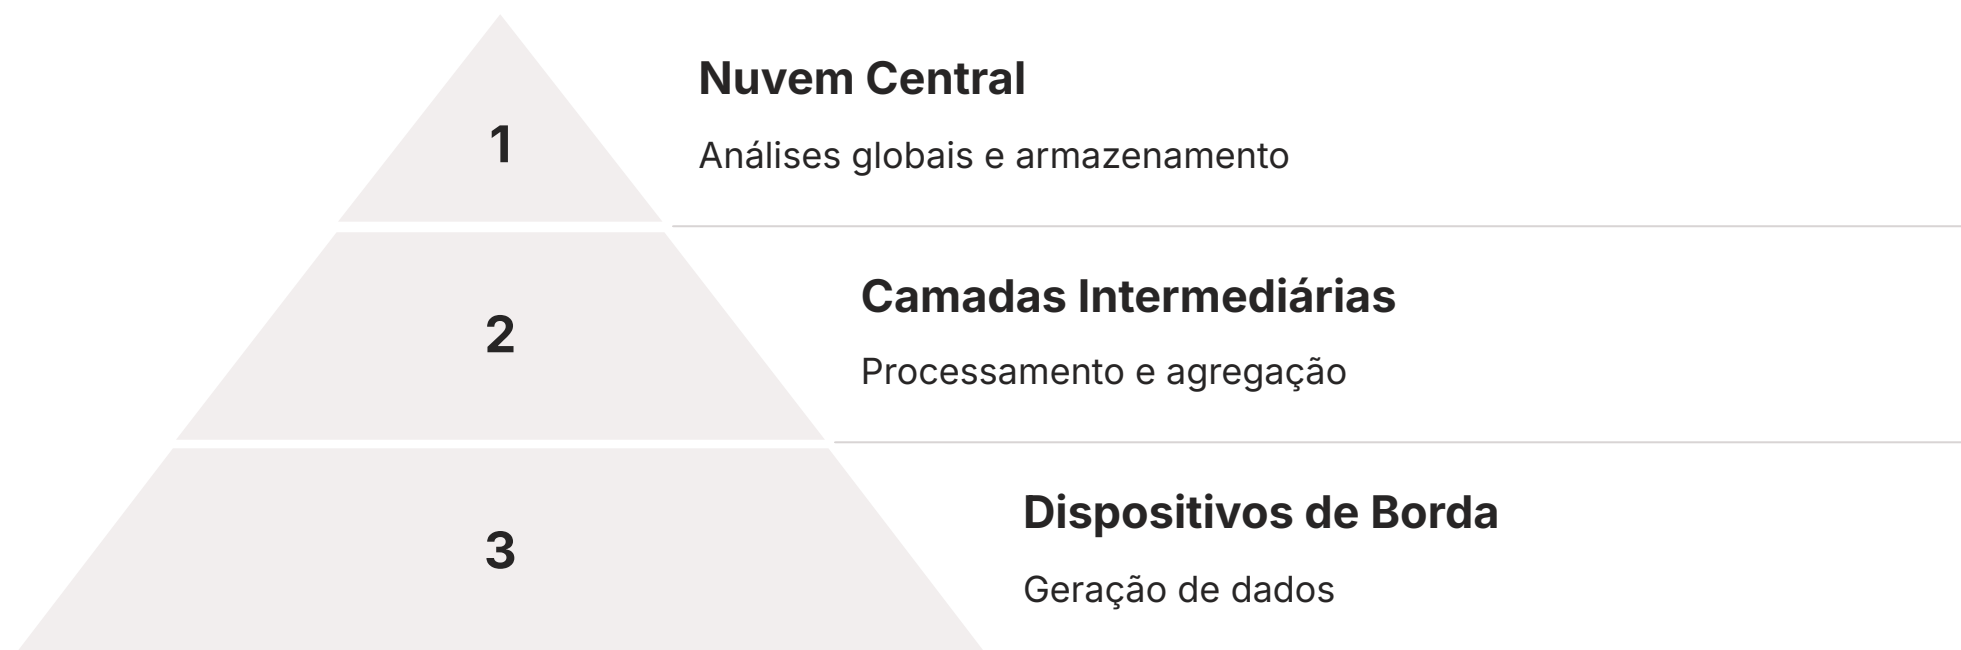 1
Nuvem Central
Análises globais e armazenamento
2
Camadas Intermediárias
Processamento e agregação
3
Dispositivos de Borda
Geração de dados